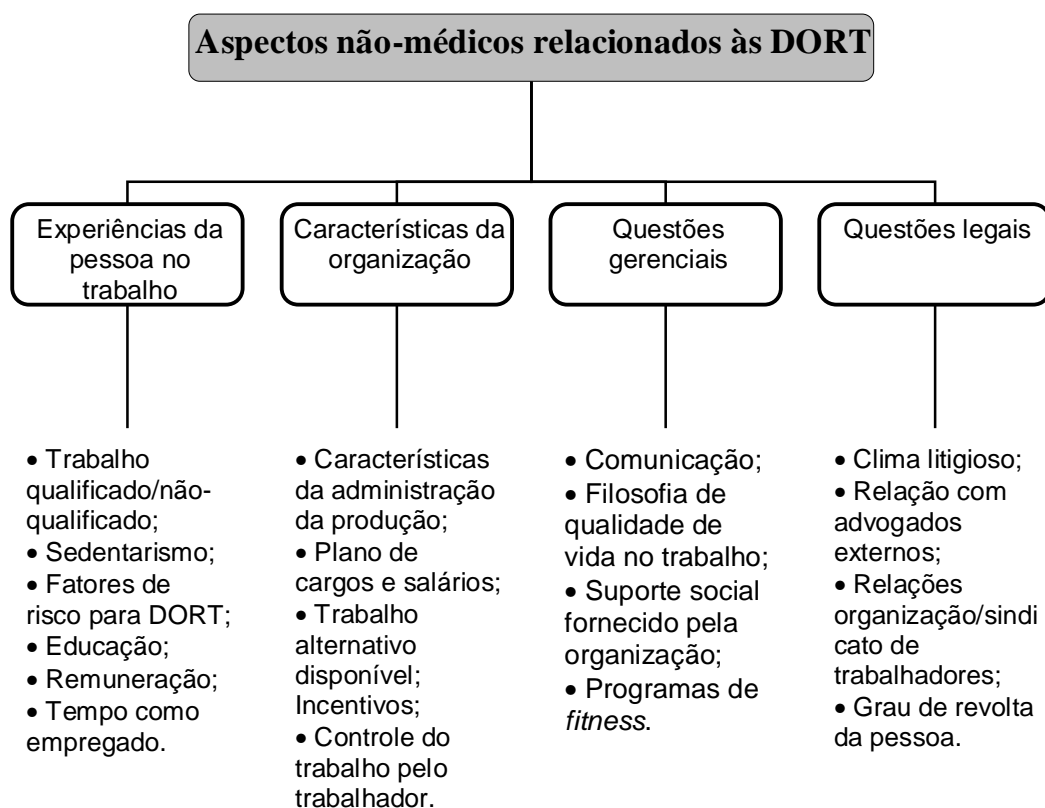 Aspectos não-médicos relacionados às DORT
Experiências da
pessoa no
trabalho
Características da
organização
Questões
gerenciais
Questões legais
• Trabalho
qualificado/não-
qualificado;
• Sedentarismo;
• Fatores de
risco para DORT;
• Educação;
• Remuneração;
• Tempo como
empregado.
• Características
da administração
da produção;
• Plano de
cargos e salários;
• Trabalho
alternativo
disponível;
Incentivos;
• Controle do
trabalho pelo
trabalhador.
• Comunicação;
• Filosofia de
qualidade de
vida no trabalho;
• Suporte social
fornecido pela
organização;
• Programas de
fitness.
• Clima litigioso;
• Relação com
advogados
externos;
• Relações
organização/sindi
cato de
trabalhadores;
• Grau de revolta
da pessoa.